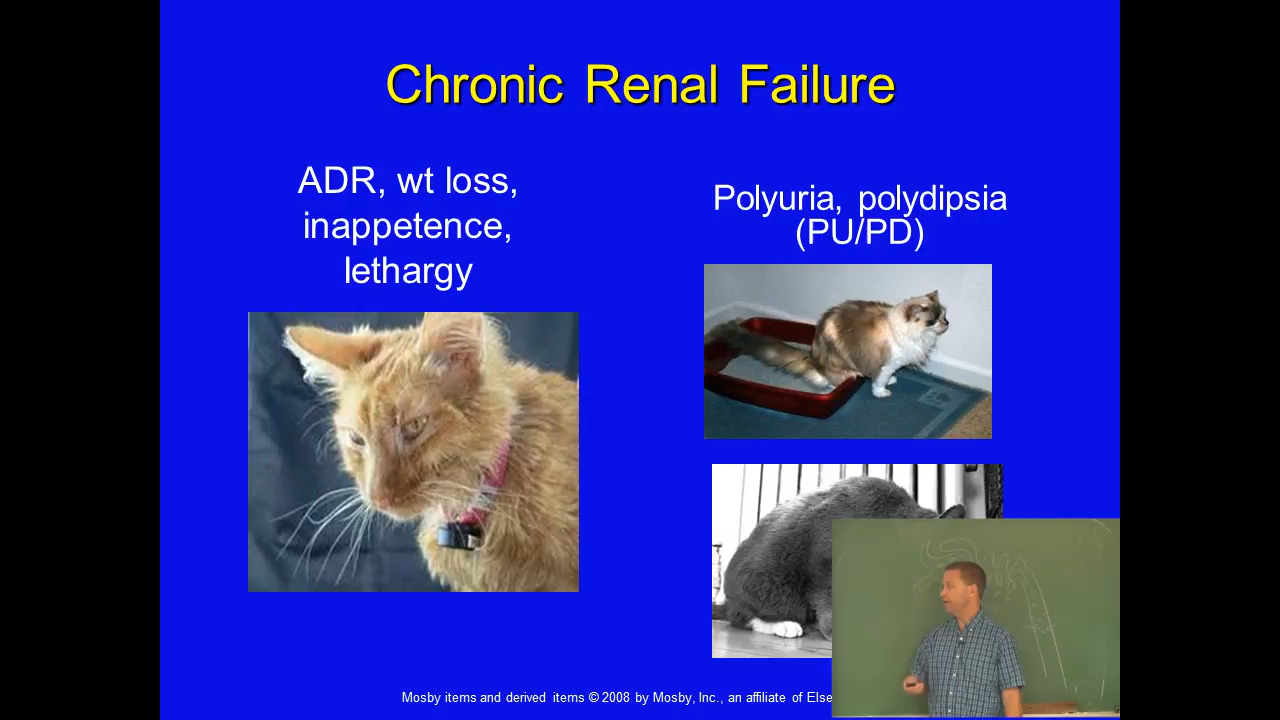 Chronic Renal Failure
ADR, wt loss,
inappetence,
lethargy
Polyuria, polydipsia
(PU/PD)
Mosby items and derived items © 2008 by Mosby, Inc., an affiliate of Else